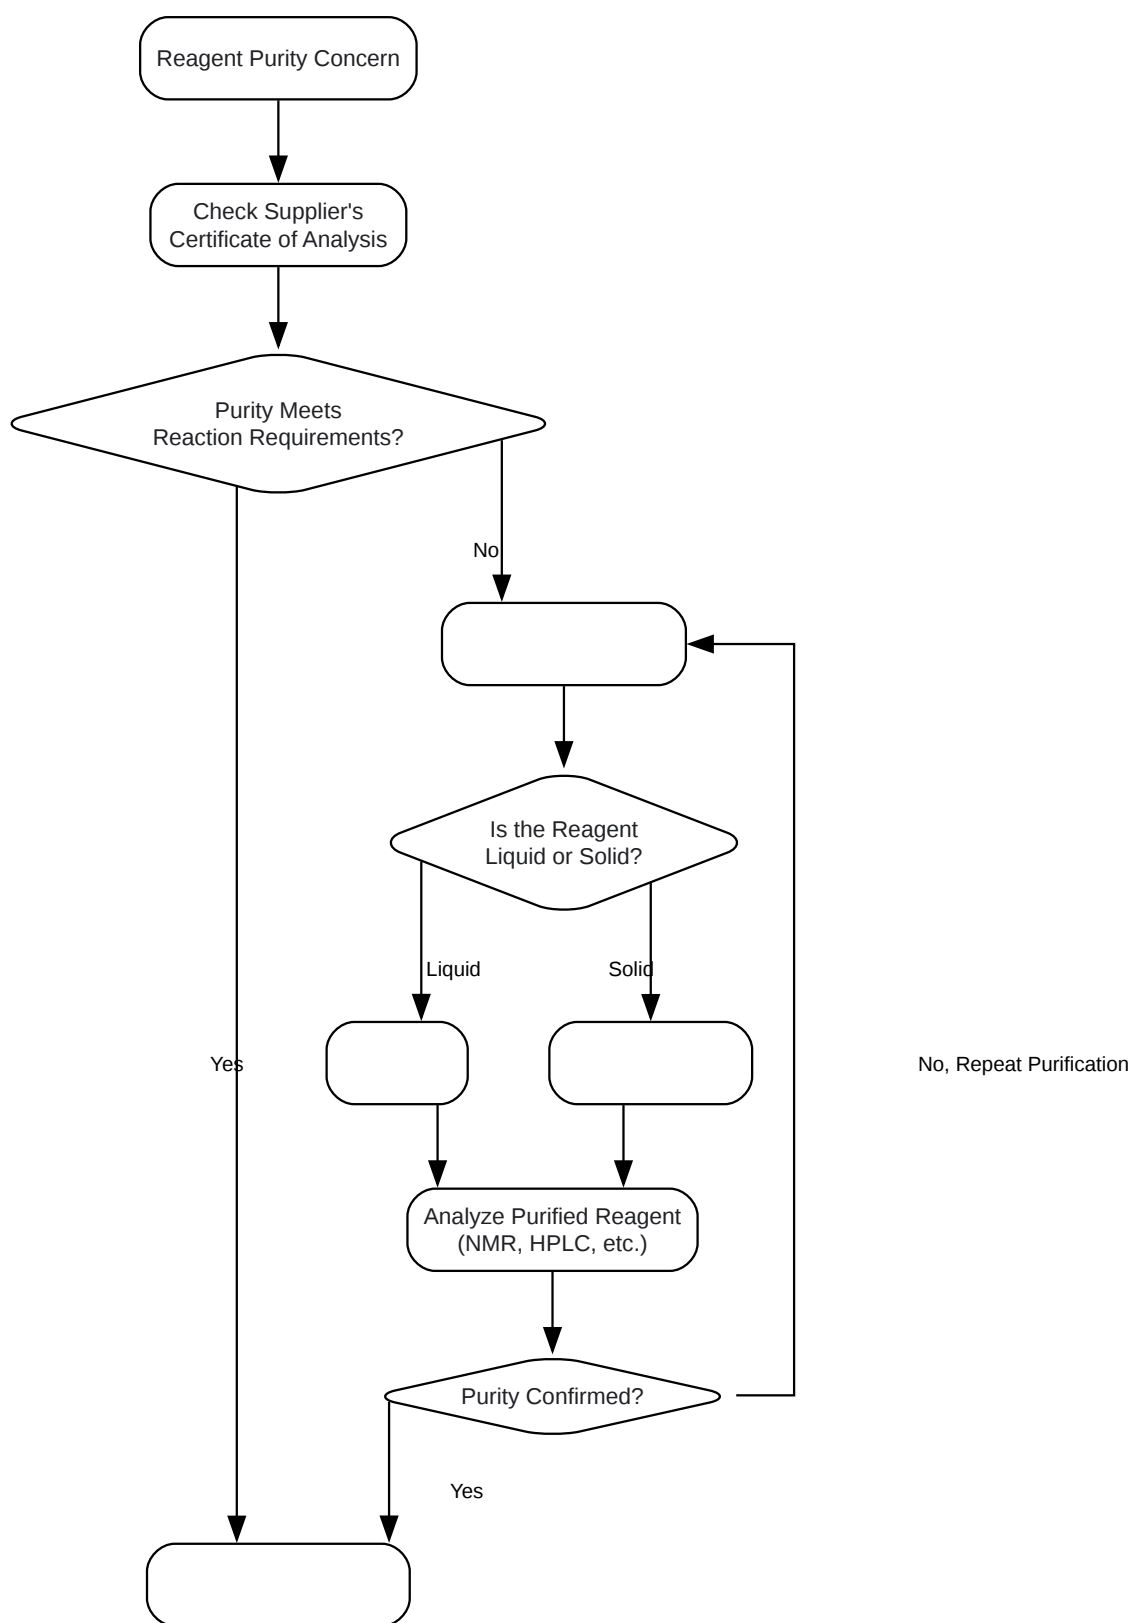 Reagent Purity Concern
Check Supplier's
Certificate of Analysis
Purity Meets
Reaction Requirements?
No
Is the Reagent
Liquid or Solid?
Liquid
Solid
Yes
No, Repeat Purification
Analyze Purified Reagent
(NMR, HPLC, etc.)
Purity Confirmed?
Yes